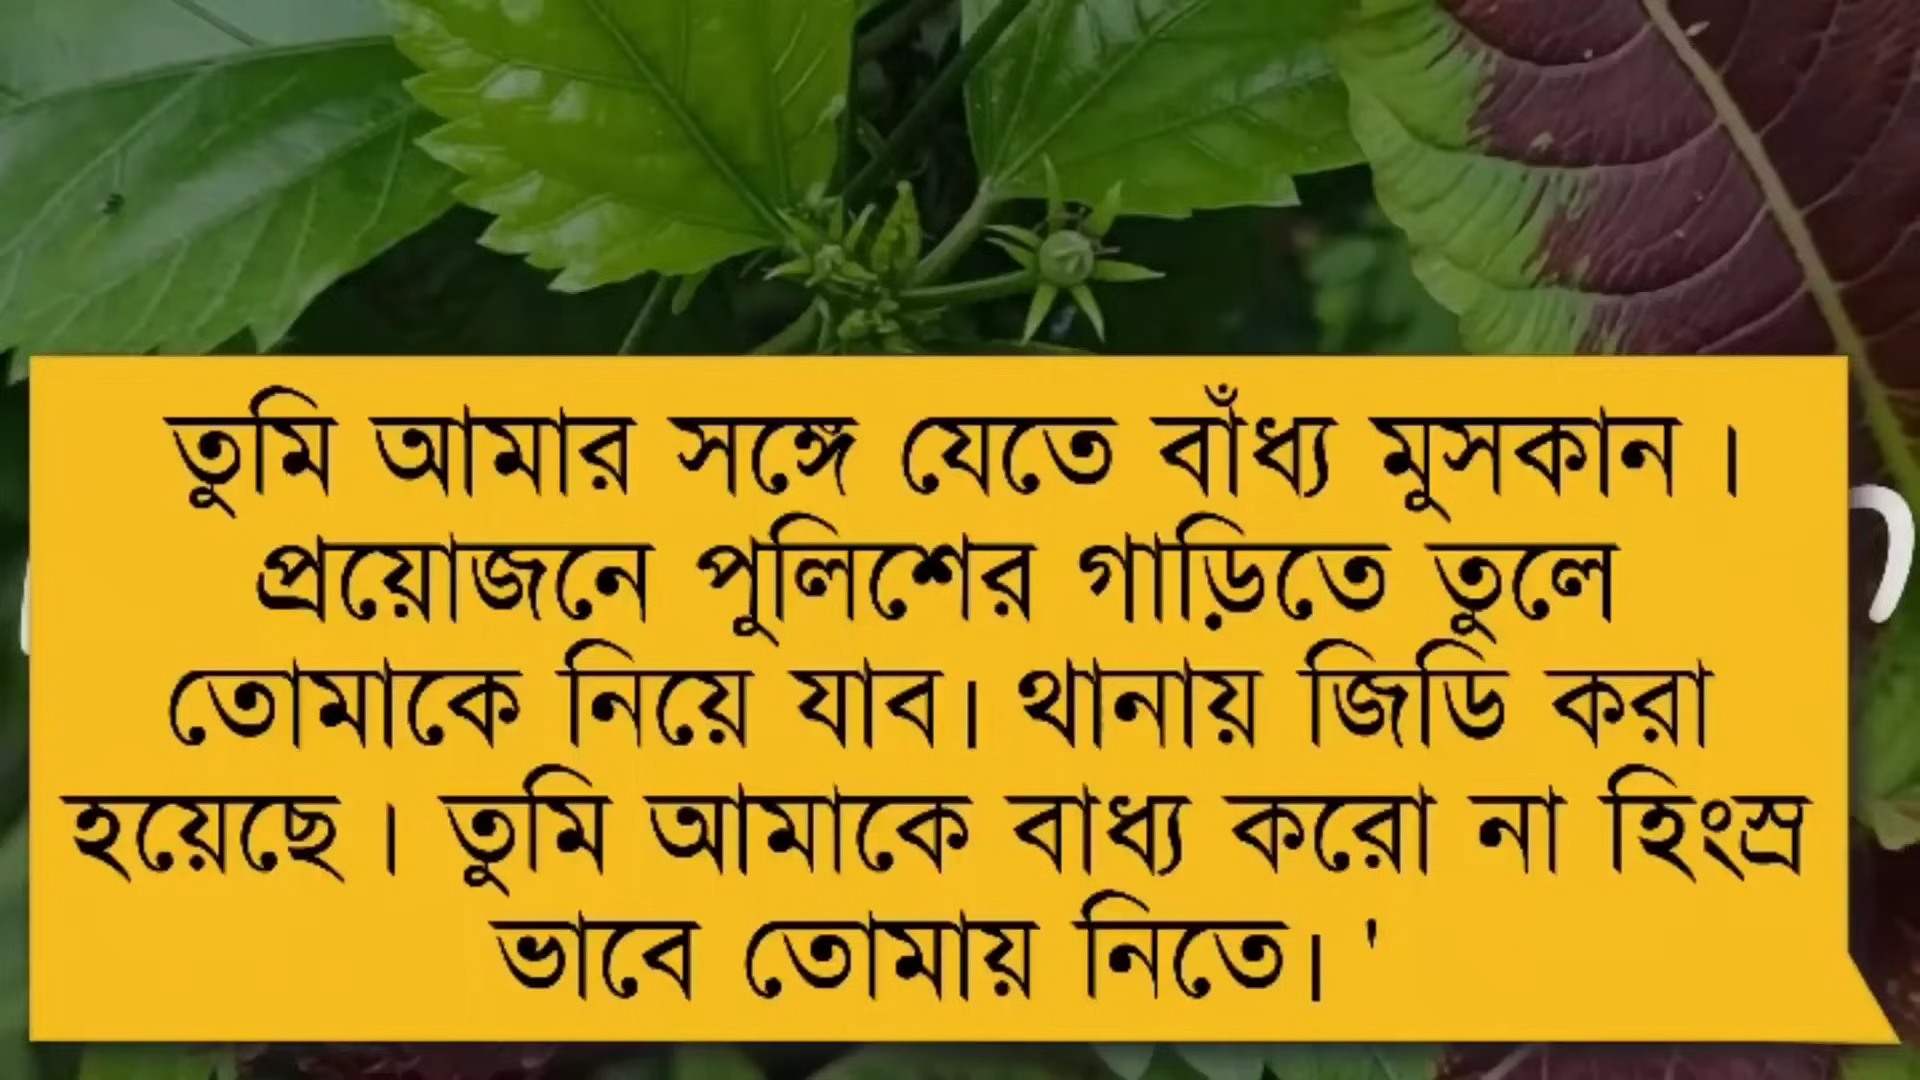 তুমি আমার সঙ্গে যেতে বাঁধ্য মুসকান ।
প্রয়োজনে পুলিশের গাড়িতে তুলে
তোমাকে নিয়ে যাব। থানায় জিডি করা
হয়েছে । তুমি আমাকে বাধ্য করো না হিংস্র
ভাবে তোমায় নিতে। '